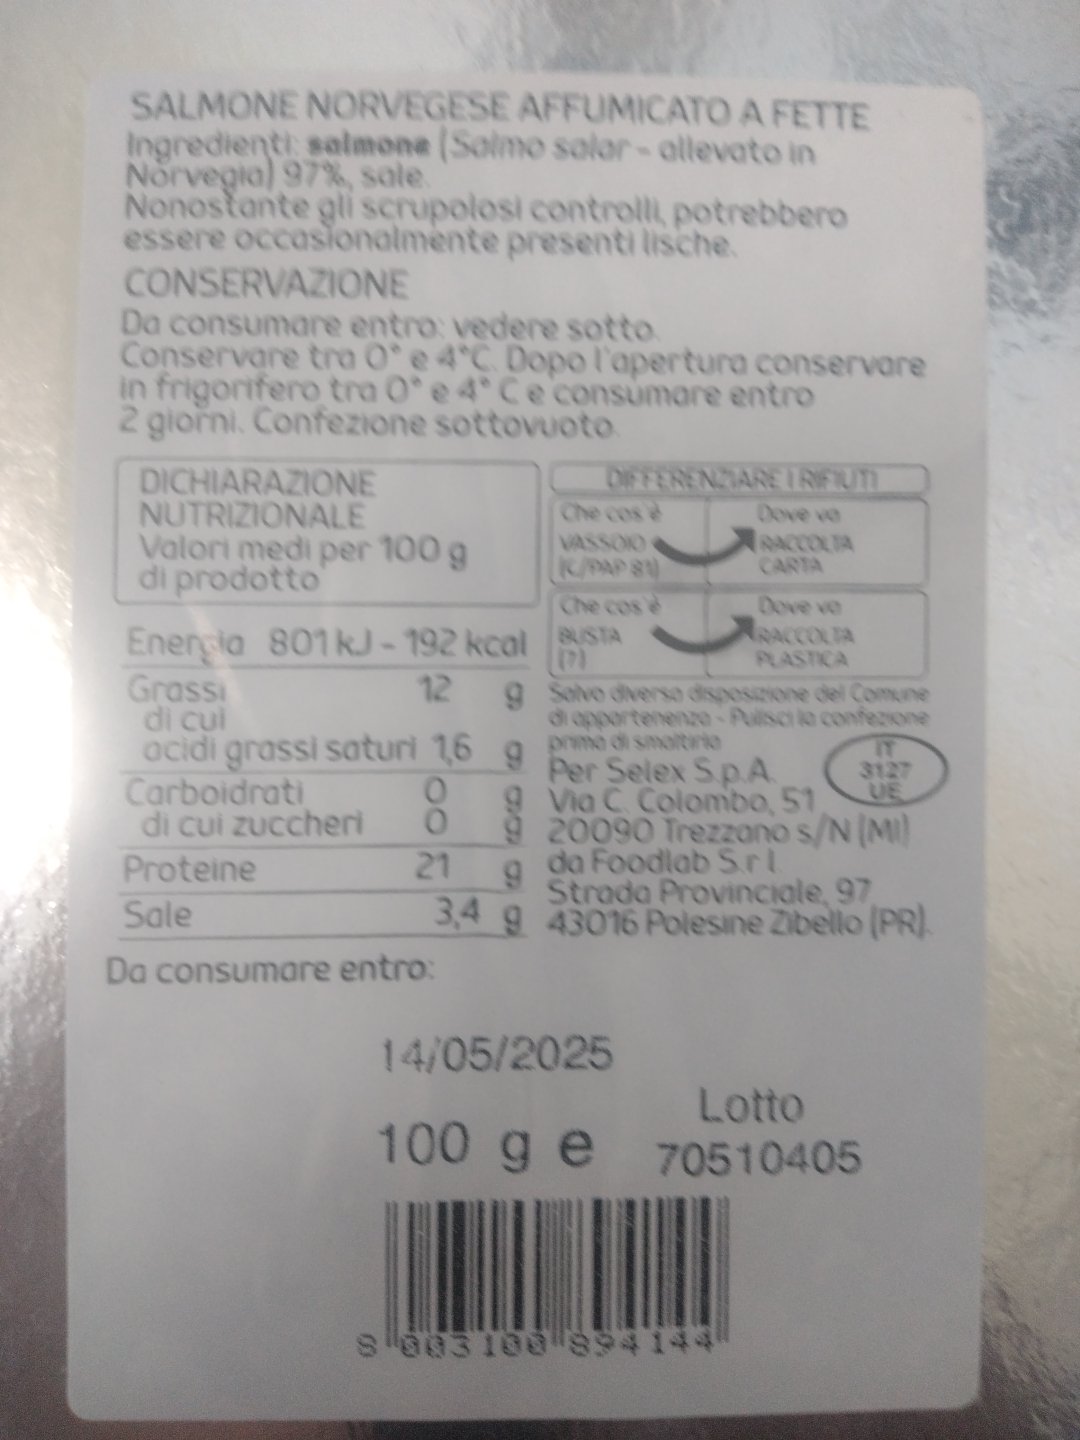 SALMONE NORVEGESE AFFUMICATO A FETTE
Ingredienti: salmone (Salmo salar - allevato in
Norvegia) 97%, sale.
Nonostante gli scrupolosi controlli, potrebbero
essere occasionalmente presenti lische.
CONSERVAZIONE
Da consumare entro: vedere sotto.
Conservare tra 0° e 4°C. Dopo l'apertura conservare
in frigorifero tra 0° e 4° C e consumare entro
2 giorni. Confezione sottovuoto.
DICHIARAZIONE
NUTRIZIONALE
Valori medi per 100 g
di prodotto
Energia 801 kJ - 192 kcal
Grassi 12 g
di cui
acidi grassi saturi 1,6 g
Carboidrati 0 g
di cui zuccheri 0 g
Proteine 21 g
Sale 3,4 g
DIFFERENZIARE I RIFIUTI
Che cos'è Dove va
VASSOIO RACCOLTA
(C/PAP 81) CARTA
Che cos'è Dove va
BUSTA RACCOLTA
(7) PLASTICA
Salvo diversa disposizione del Comune
di appartenenza - Pulisci la confezione
prima di smaltirla
Per Selex S.p.A.
Via C. Colombo, 51
20090 Trezzano s/N (MI)
da Foodlab S.r.l.
Strada Provinciale, 97
43016 Polesine Zibello (PR).
IT
3127
UE
Da consumare entro:
14/05/2025
Lotto
100 g e 70510405
8 003100 894144